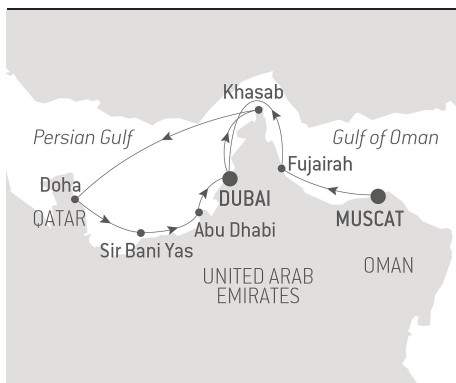 Khasab
Persian Gulf
Gulf of Oman
Fujairah
Doha
DUBAI
QATAR
MUSCAT
Abu Dhabi
Sir Bani Yas
OMAN
UNITED ARAB
EMIRATES